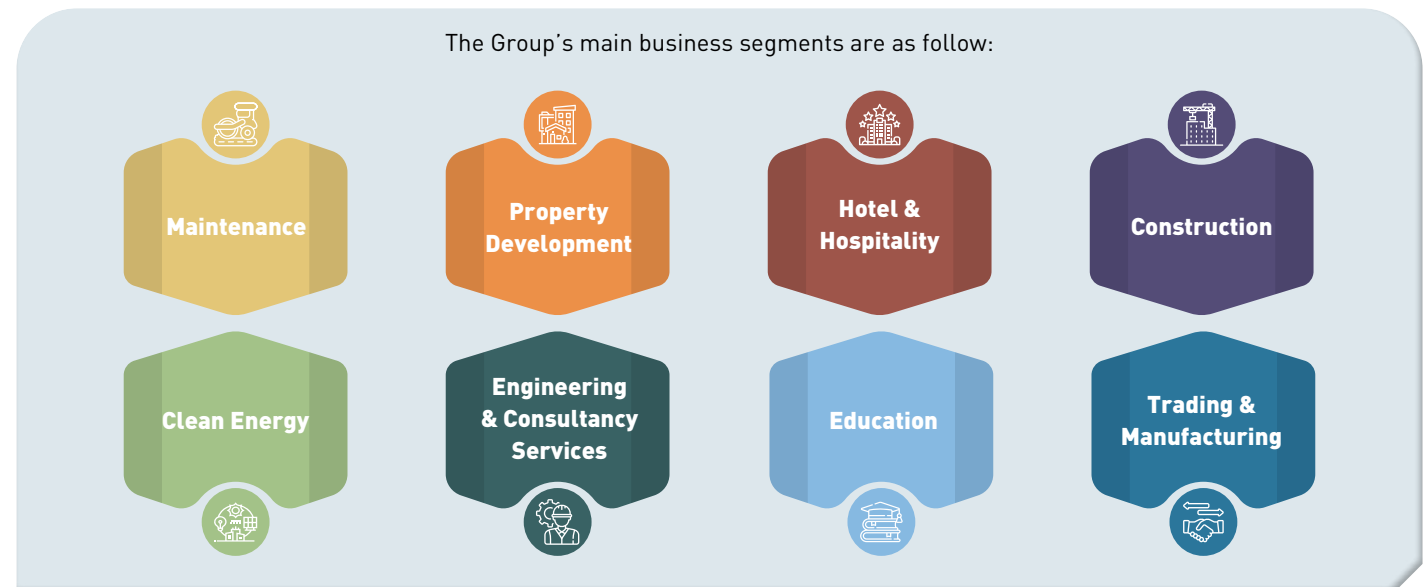 The Group's main business segments are as follow:
Maintenance
Property
Development
Hotel &
Hospitality
Construction
Clean Energy
Engineering
& Consultancy
Services
Education
Trading &
Manufacturing